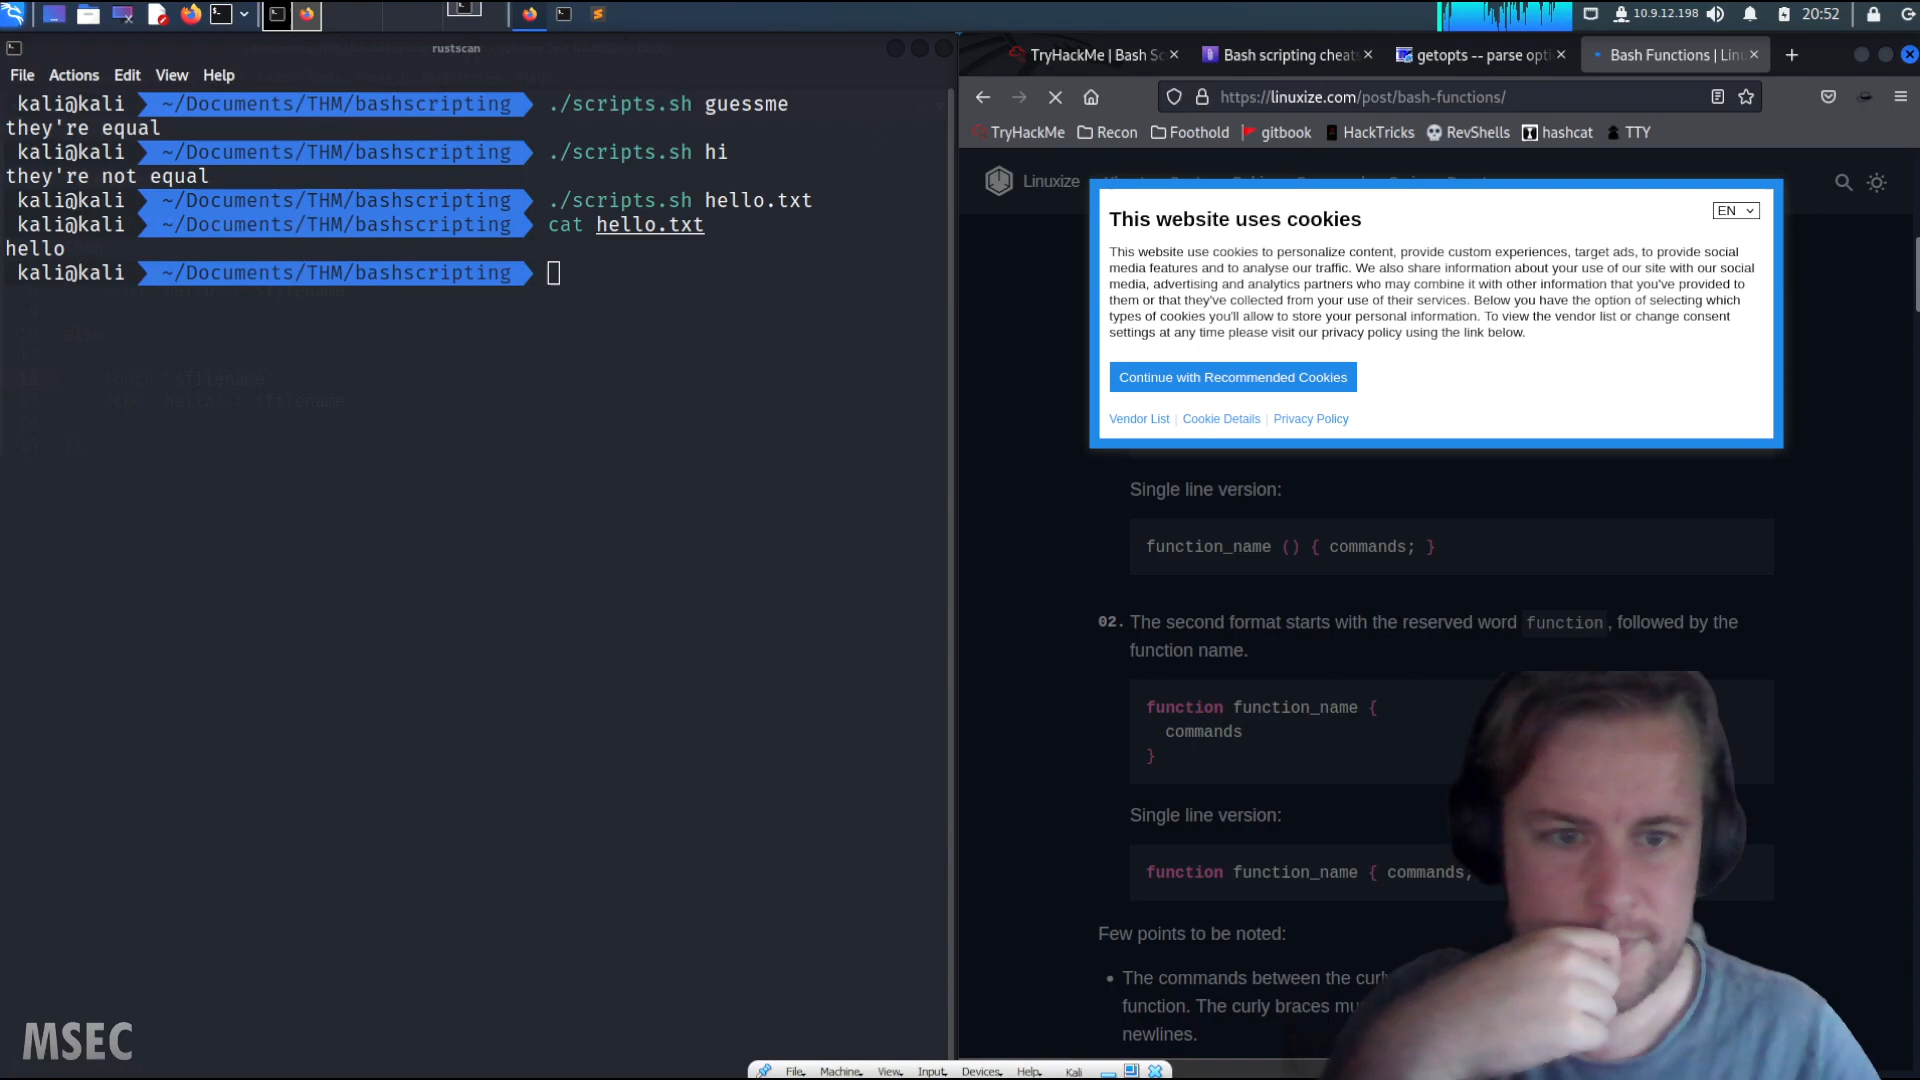 10.9.12.198
20:52
rustscan
File Actions Edit View Help
kali@kali ~/Documents/THM/bashscripting ./scripts.sh guessme
they're equal
kali@kali ~/Documents/THM/bashscripting ./scripts.sh hi
they're not equal
kali@kali ~/Documents/THM/bashscripting ./scripts.sh hello.txt
kali@kali ~/Documents/THM/bashscripting cat hello.txt
hello
kali@kali ~/Documents/THM/bashscripting
else
12
$filename
MSEC
TryHackMe | Bash Sc
Bash scripting cheats
getopts -- parse opti
Bash Functions | Linu
https://linuxize.com/post/bash-functions/
TryHackMe Recon Foothold gitbook HackTricks RevShells hashcat TTY
Linuxize
This website uses cookies
EN
This website use cookies to personalize content, provide custom experiences, target ads, to provide social
media features and to analyse our traffic. We also share information about your use of our site with our social
media, advertising and analytics partners who may combine it with other information that you've provided to
them or that they've collected from your use of their services. Below you have the option of selecting which
types of cookies you'll allow to store your personal information. To view the vendor list or change consent
settings at any time please visit our privacy policy using the link below.
Continue with Recommended Cookies
Vendor List | Cookie Details | Privacy Policy
Single line version:
function_name () { commands; }
02. The second format starts with the reserved word function, followed by the
function name.
function function_name {
commands
}
Single line version:
function function_name { commands;
Few points to be noted:
• The commands between the curl
function. The curly braces mu
newlines.
File Machine View Input Devices Help Kali